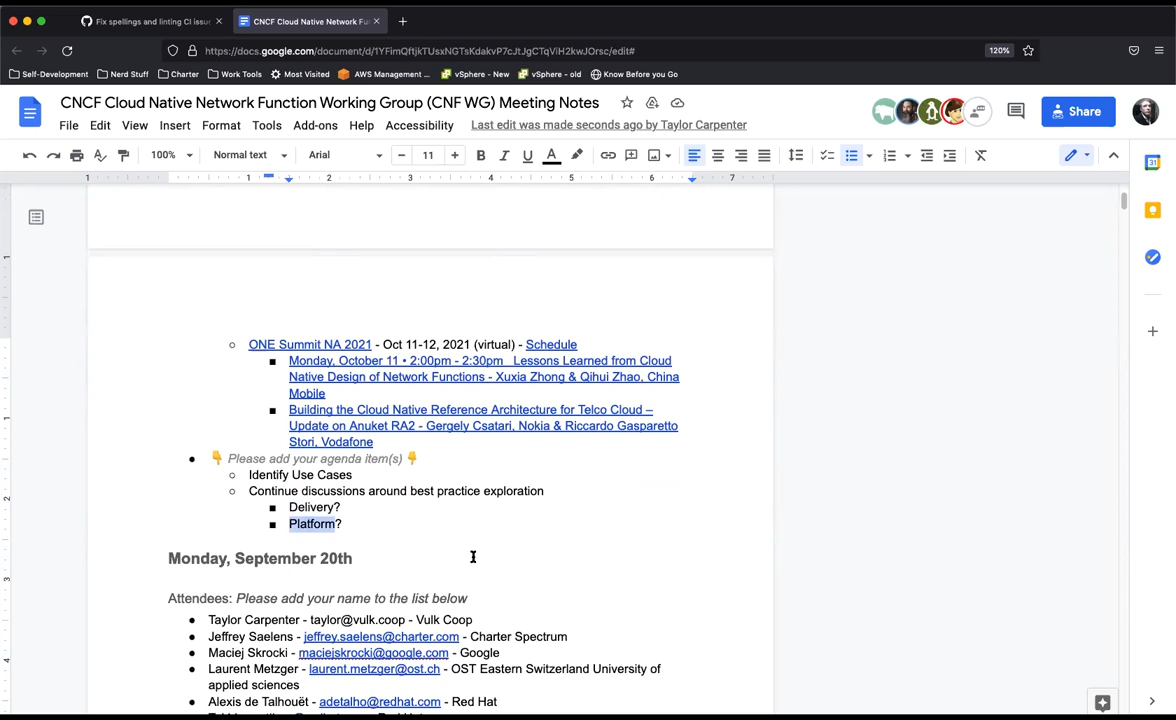 Fix spellings and linting CI issu
CNCF Cloud Native Network Fu
https://docs.google.com/document/d/1YFimQftjkTUsxNGTsKdakvP7cJtJgCTqViH2kwJOrsc/edit#
120%
Self-Development
Nerd Stuff
Charter
Work Tools
Most Visited
AWS Management ...
vSphere - New
vSphere - old
Know Before you Go
CNCF Cloud Native Network Function Working Group (CNF WG) Meeting Notes
File Edit View Insert Format Tools Add-ons Help Accessibility
Last edit was made seconds ago by Taylor Carpenter
Share
100% Normal text Arial 11
B I U A
1 1 2 3 4 5 6 7
ONE Summit NA 2021 - Oct 11-12, 2021 (virtual) - Schedule
Monday, October 11 • 2:00pm - 2:30pm Lessons Learned from Cloud
Native Design of Network Functions - Xuxia Zhong & Qihui Zhao, China
Mobile
Building the Cloud Native Reference Architecture for Telco Cloud –
Update on Anuket RA2 - Gergely Csatari, Nokia & Riccardo Gasparetto
Stori, Vodafone
👇 Please add your agenda item(s) 👇
Identify Use Cases
Continue discussions around best practice exploration
Delivery?
Platform?
Monday, September 20th
Attendees: Please add your name to the list below
Taylor Carpenter - taylor@vulk.coop - Vulk Coop
Jeffrey Saelens - jeffrey.saelens@charter.com - Charter Spectrum
Maciej Skrocki - maciejskrocki@google.com - Google
Laurent Metzger - laurent.metzger@ost.ch - OST Eastern Switzerland University of
applied sciences
Alexis de Talhouët - adetalho@redhat.com - Red Hat